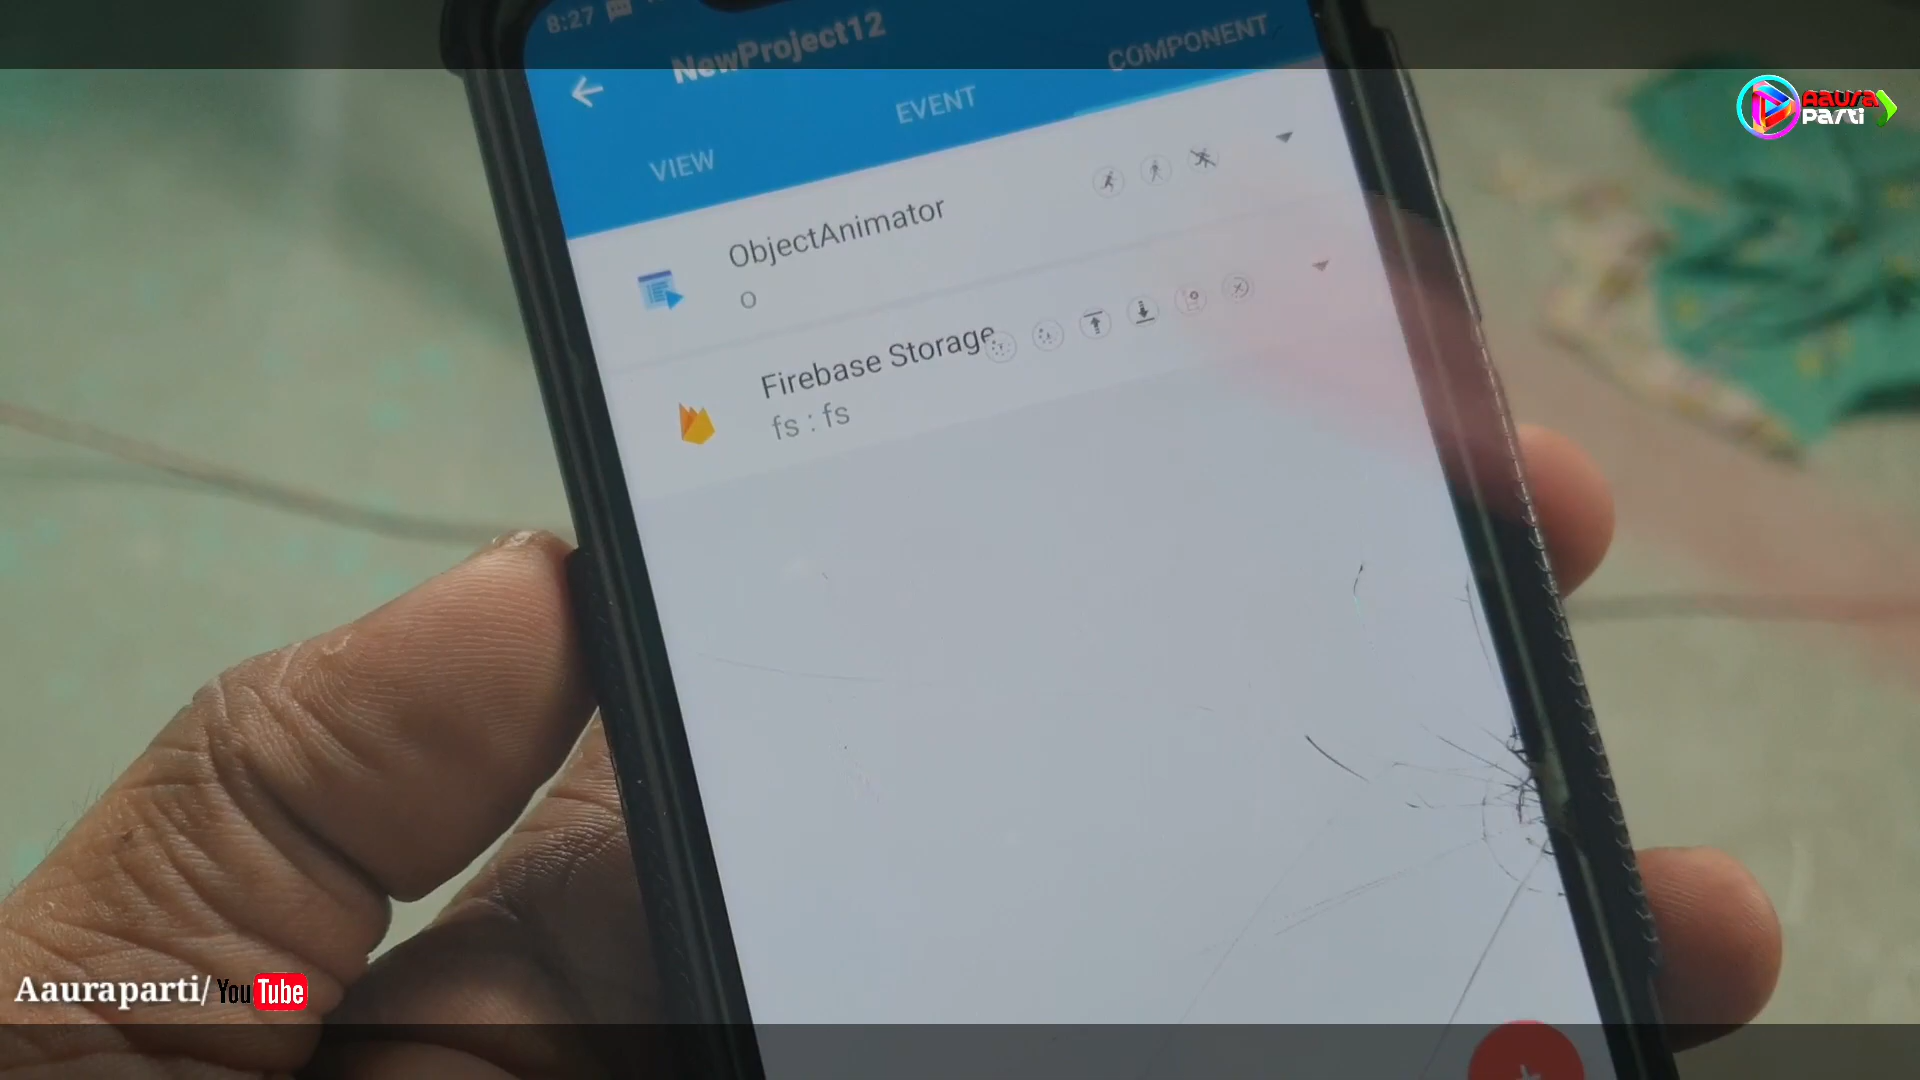 8:27
NewProject12
VIEW
EVENT
COMPONENT
ObjectAnimator
o
Firebase Storage
fs : fs
Aaura
Parti
Aauraparti/ YouTube